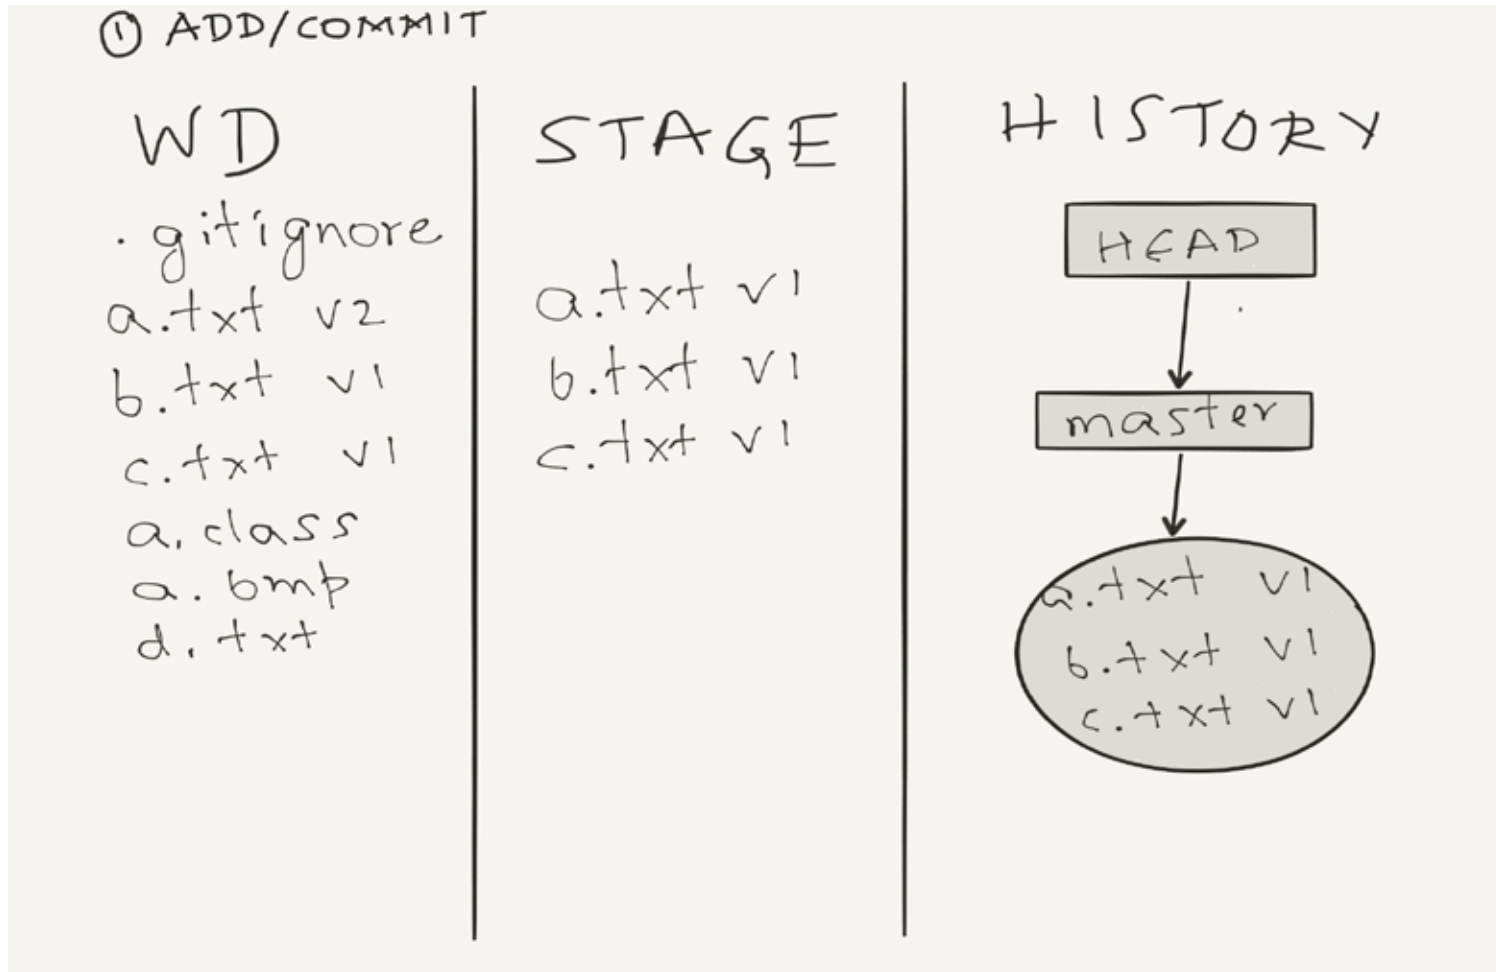 ① ADD/COMMIT
WD
.gitignore
a.txt v2
b.txt v1
c.txt v1
a.class
a.bmp
d.txt
STAGE
a.txt v1
b.txt v1
c.txt v1
HISTORY
HEAD
master
a.txt v1
b.txt v1
c.txt v1